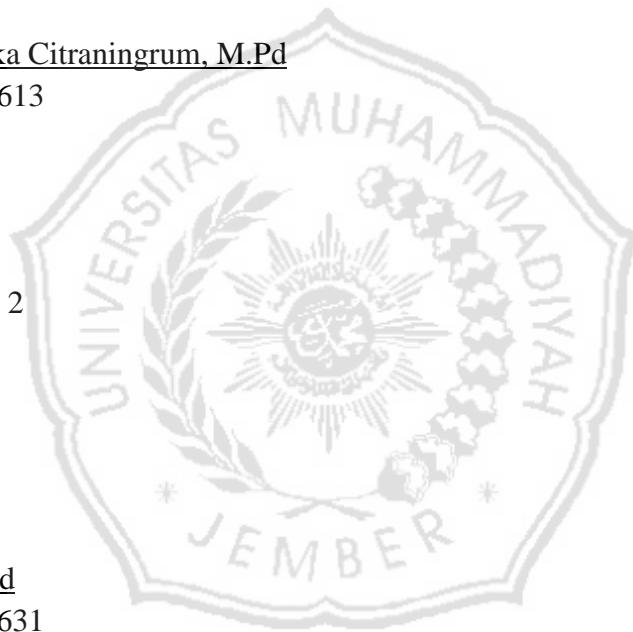 ka Citraningrum, M.Pd
613
UNIVERSITAS MUHAMMADIYAH
2
JEMBER
d
631